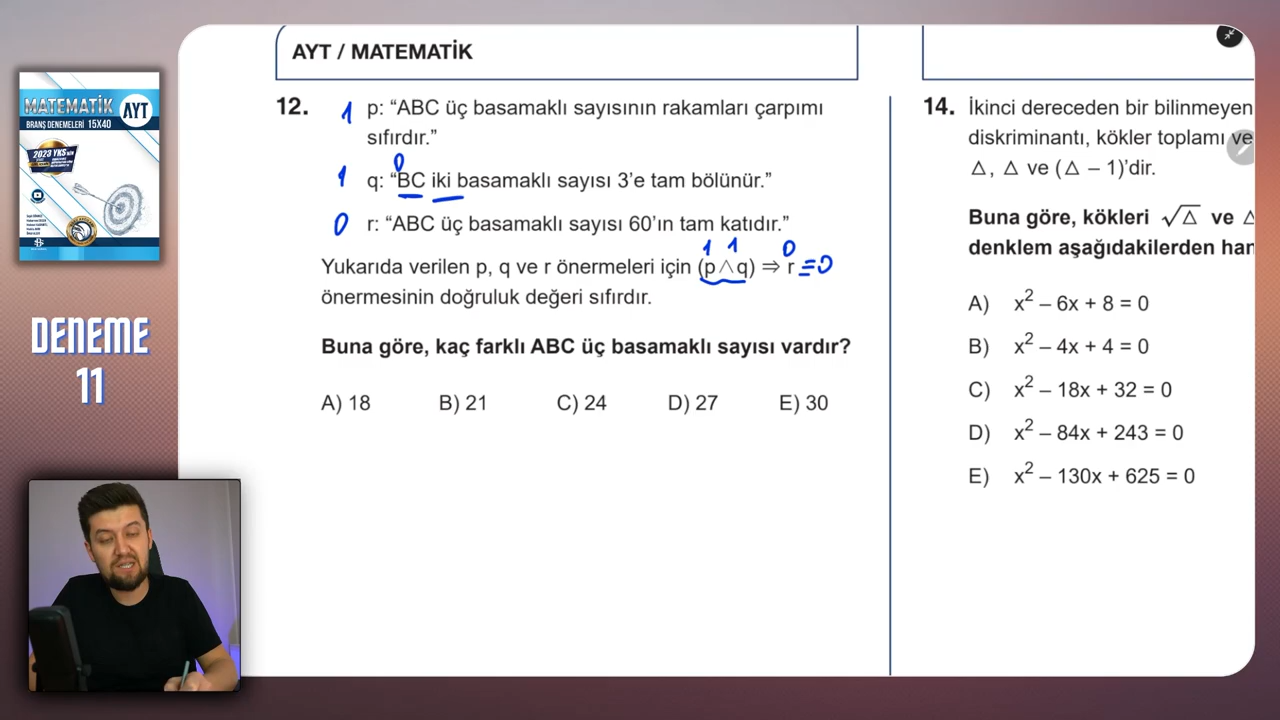 AYT / MATEMATİK
12.
1 p: “ABC üç basamaklı sayısının rakamları çarpımı
sıfırdır.”
0
1 q: “BC iki basamaklı sayısı 3’e tam bölünür.”
0 r: “ABC üç basamaklı sayısı 60’ın tam katıdır.”
1 1 0
Yukarıda verilen p, q ve r önermeleri için (p ∧ q) ⇒ r ≡ 0
önermesinin doğruluk değeri sıfırdır.
Buna göre, kaç farklı ABC üç basamaklı sayısı vardır?
A) 18 B) 21 C) 24 D) 27 E) 30
14. İkinci dereceden bir bilinmeyen
diskriminantı, kökler toplamı ve
△, △ ve (△ – 1)’dir.
Buna göre, kökleri √△ ve △
denklem aşağıdakilerden han
A) x² – 6x + 8 = 0
B) x² – 4x + 4 = 0
C) x² – 18x + 32 = 0
D) x² – 84x + 243 = 0
E) x² – 130x + 625 = 0
MATEMATİK AYT
BRANŞ DENEMELERİ 15X40
DENEME
11